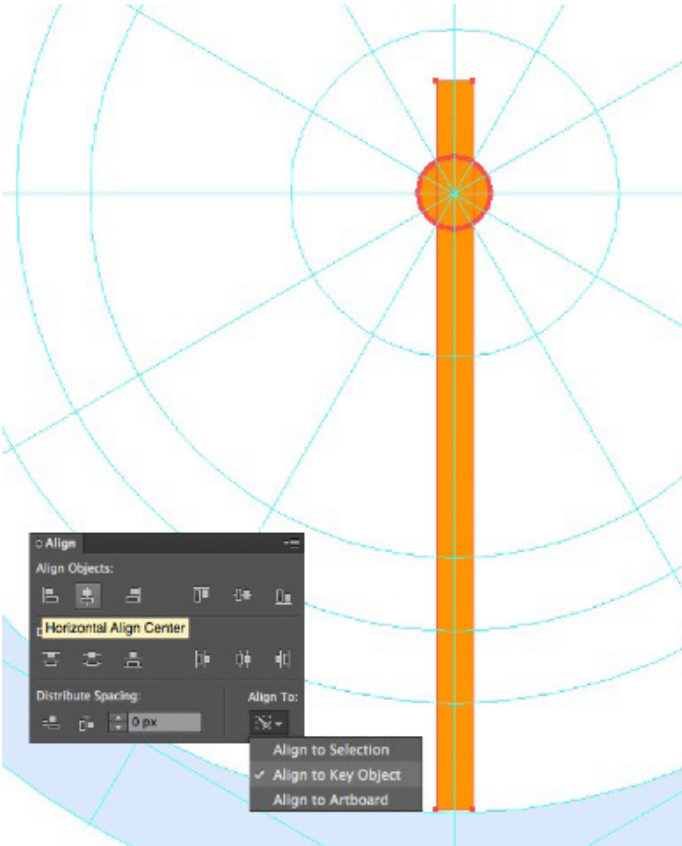 Align
Align Objects:
Horizontal Align Center
Distribute Spacing:
Align To:
0 px
Align to Selection
Align to Key Object
Align to Artboard